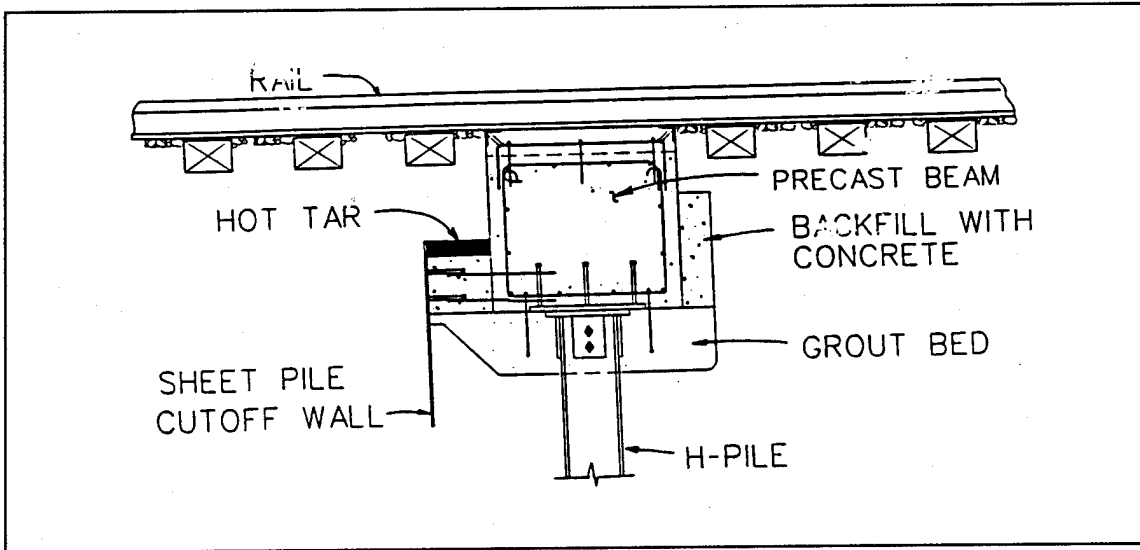 RAIL
PRECAST BEAM
HOT TAR
BACKFILL WITH
CONCRETE
GROUT BED
SHEET PILE
CUTOFF WALL
H-PILE